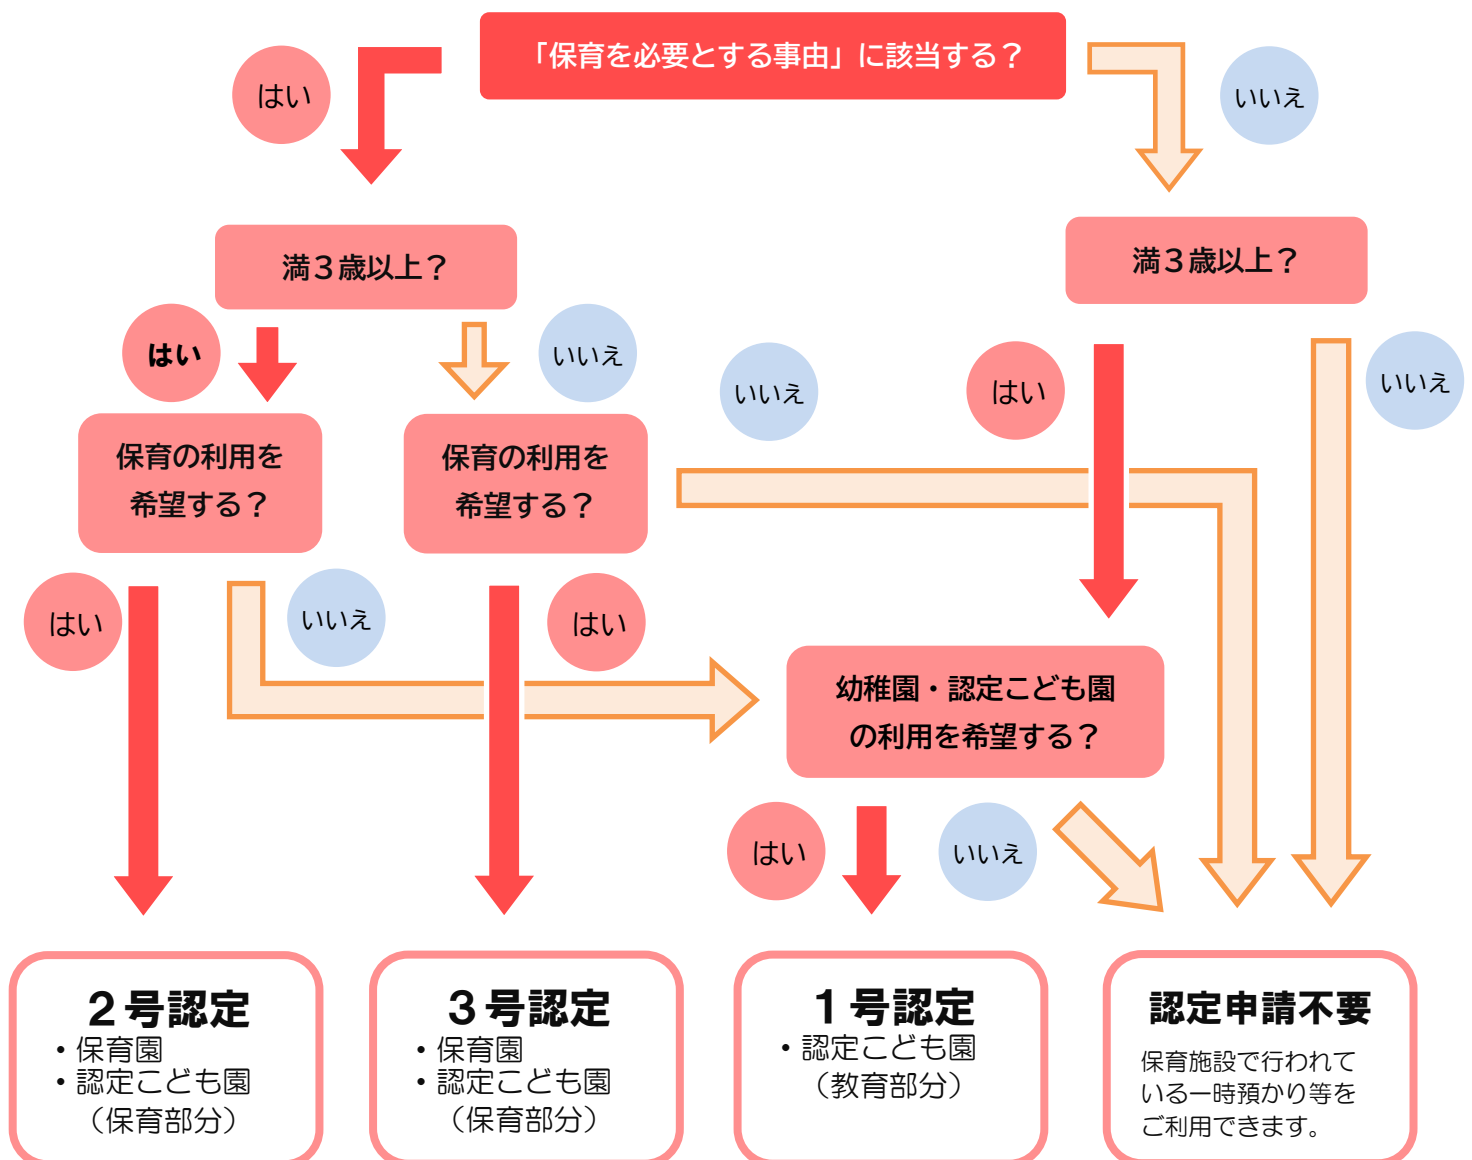 「保育を必要とする事由」に該当する？
はい
いいえ
満３歳以上？
満３歳以上？
はい
いいえ
いいえ
はい
いいえ
保育の利用を
希望する？
保育の利用を
希望する？
はい
いいえ
はい
幼稚園・認定こども園
の利用を希望する？
はい
いいえ
２号認定
・保育園
・認定こども園
（保育部分）
３号認定
・保育園
・認定こども園
（保育部分）
１号認定
・認定こども園
（教育部分）
認定申請不要
保育施設で行われて
いる一時預かり等を
ご利用できます。